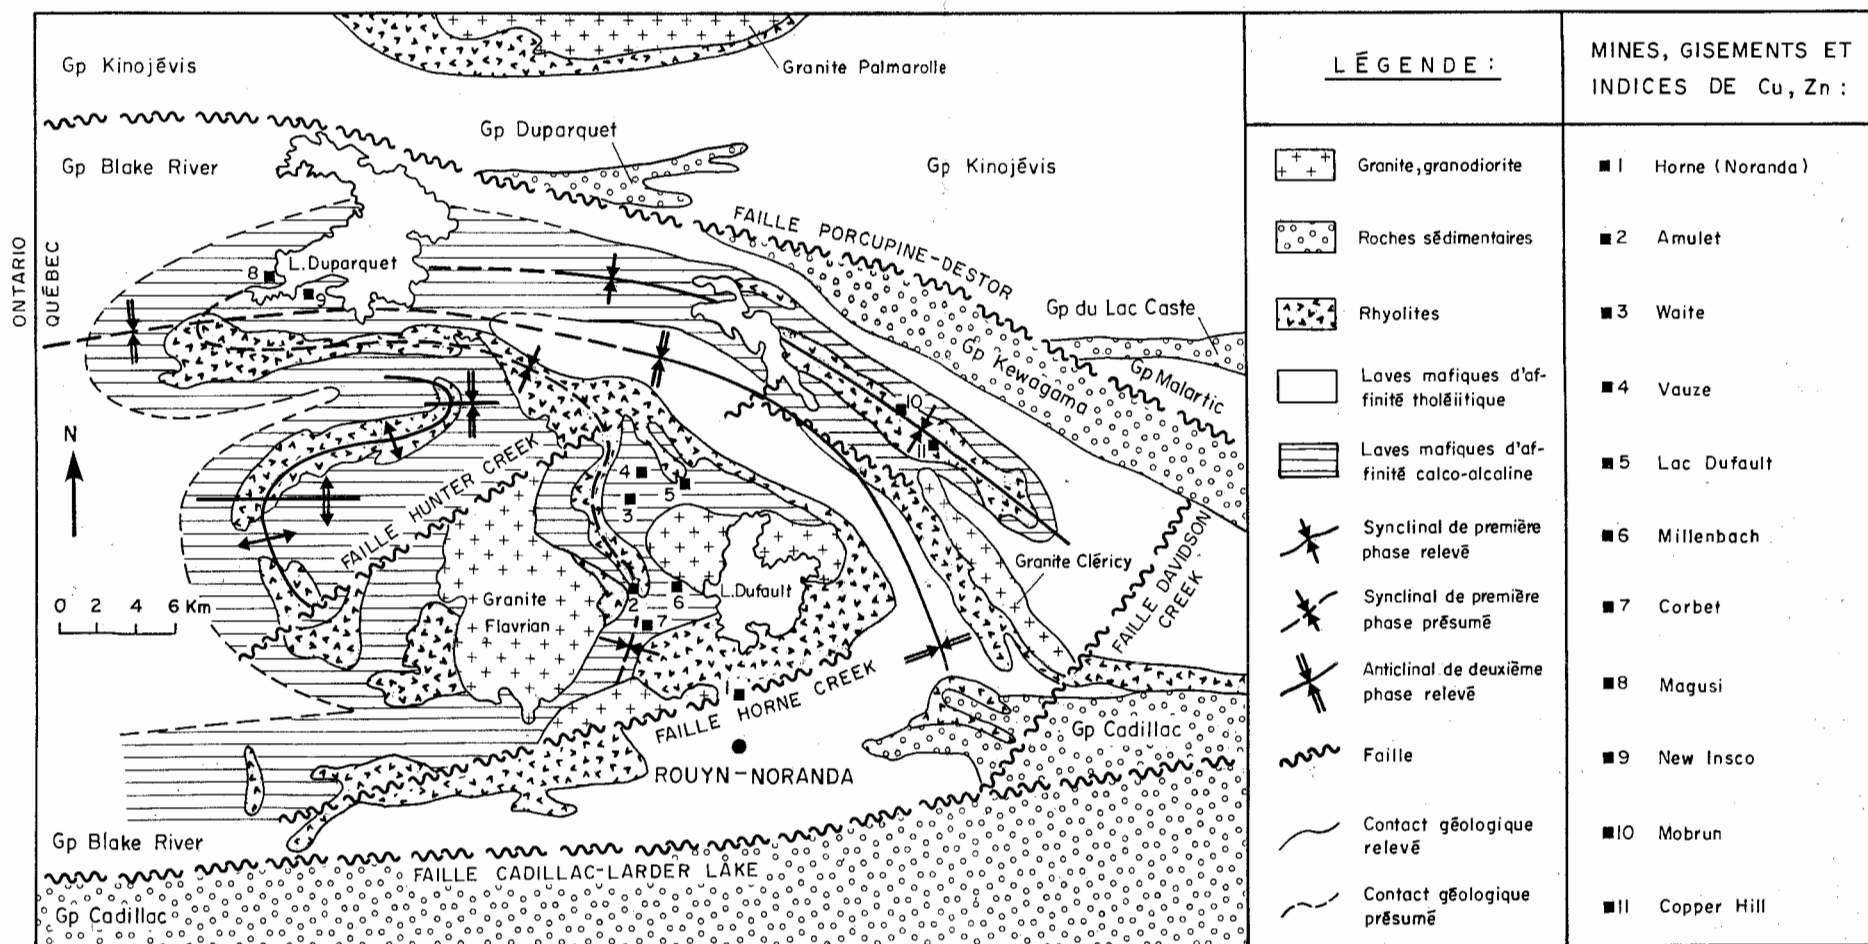 Gp Kinojévis
Granite Palmarolle
Gp Duparquet
Gp Blake River
Gp Kinojévis
FAILLE PORCUPINE-DESTOR
ONTARIO
QUÉBEC
8
L. Duparquet
9
Gp du Lac Caste
Gp Kewagama
Gp Malartic
10
11
N
FAILLE HUNTER CREEK
4
5
3
0 2 4 6 Km
Granite
Flavrian
2
6
L. Dufault
7
Granite Cléricy
FAILLE DAVIDSON
CREEK
1
FAILLE HORNE CREEK
ROUYN-NORANDA
Gp Cadillac
Gp Blake River
FAILLE CADILLAC-LARDER LAKE
Gp Cadillac
LÉGENDE :
Granite, granodiorite
Roches sédimentaires
Rhyolites
Laves mafiques d'af-
finité tholéiitique
Laves mafiques d'af-
finité calco-alcaline
Synclinal de première
phase relevé
Synclinal de première
phase présumé
Anticlinal de deuxième
phase relevé
Faille
Contact géologique
relevé
Contact géologique
présumé
MINES, GISEMENTS ET
INDICES DE Cu, Zn :
1 Horne (Noranda)
2 Amulet
3 Waite
4 Vauze
5 Lac Dufault
6 Millenbach
7 Corbet
8 Magusi
9 New Insco
10 Mobrun
11 Copper Hill